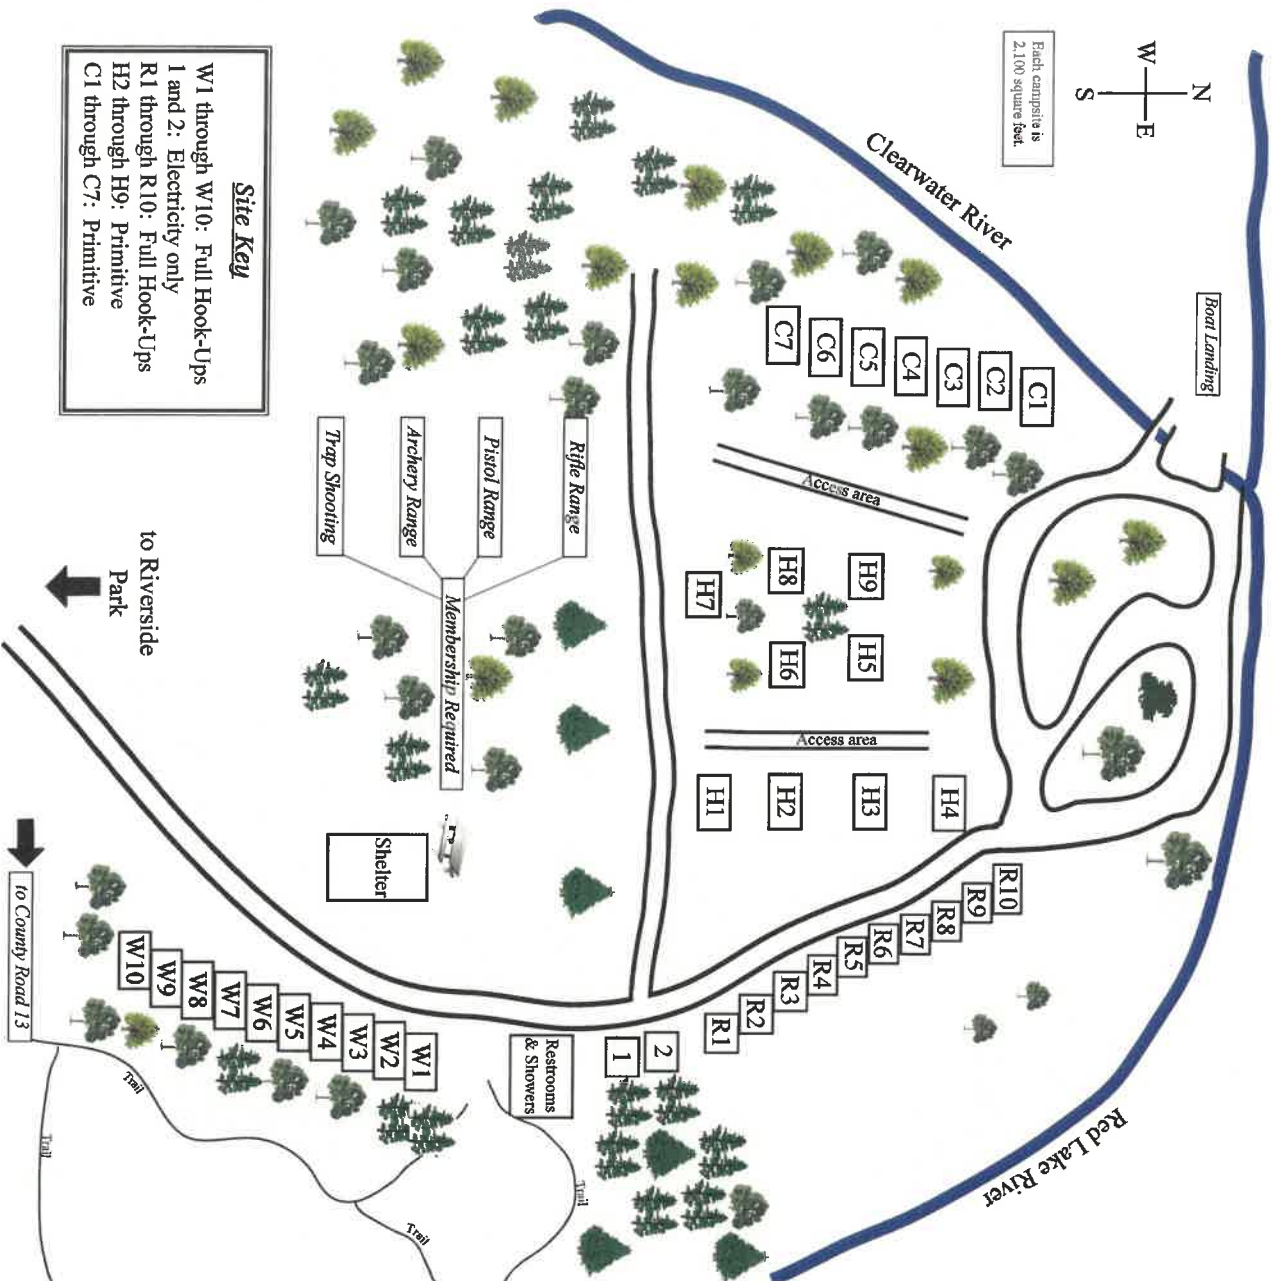 N
W
E
S
Each campsite is
2,100 square feet.
Boat Landing
Clearwater River
Red Lake River
C1
C2
C3
C4
C5
C6
C7
Access area
H9
H8
H7
H5
H6
Access area
H4
H3
H2
H1
R10
R9
R8
R7
R6
R5
R4
R3
R2
R1
2
1
Restrooms
& Showers
Rifle Range
Pistol Range
Archery Range
Trap Shooting
Membership Required
Shelter
W1
W2
W3
W4
W5
W6
W7
W8
W9
W10
Trail
Trail
Trail
Trail
to Riverside
Park
to County Road 13
Site Key
W1 through W10: Full Hook-Ups
1 and 2: Electricity only
R1 through R10: Full Hook-Ups
H2 through H9: Primitive
C1 through C7: Primitive